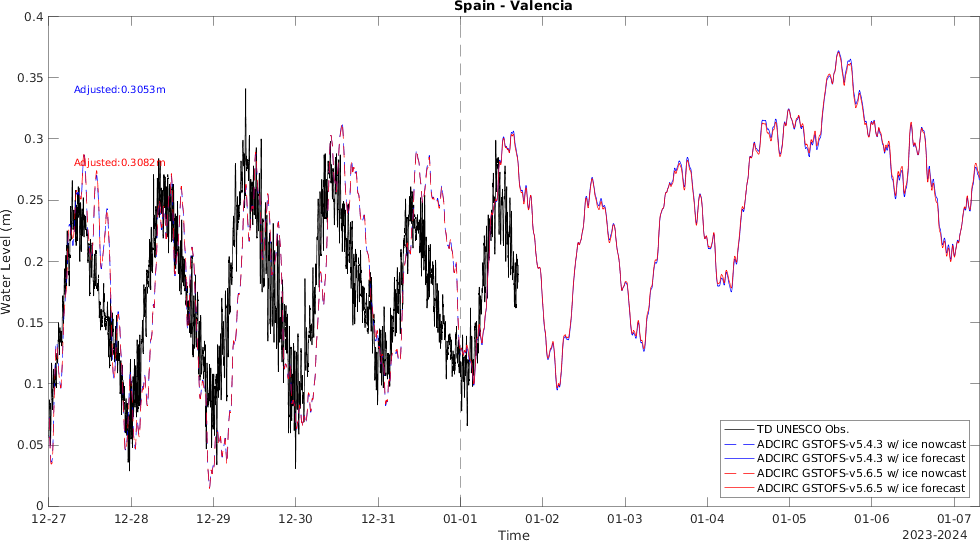 Spain - Valencia
0.4
0.35
0.3
0.25
0.2
0.15
0.1
0.05
0
Water Level (m)
Adjusted:0.3053m
Adjusted:0.3082m
TD UNESCO Obs.
ADCIRC GSTOFS-v5.4.3 w/ ice nowcast
ADCIRC GSTOFS-v5.4.3 w/ ice forecast
ADCIRC GSTOFS-v5.6.5 w/ ice nowcast
ADCIRC GSTOFS-v5.6.5 w/ ice forecast
12-27 12-28 12-29 12-30 12-31 01-01 01-02 01-03 01-04 01-05 01-06 01-07
Time
2023-2024